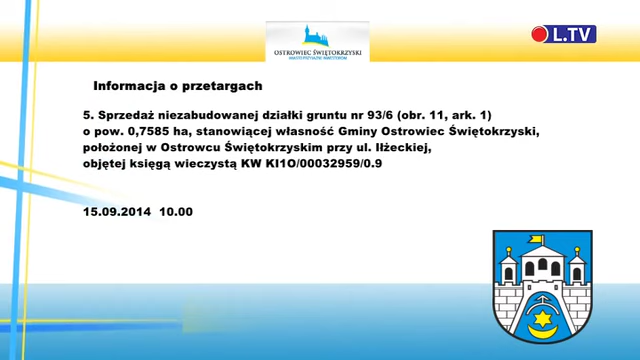 OSTROWIEC ŚWIĘTOKRZYSKI
L.TV
Informacja o przetargach
5. Sprzedaż niezabudowanej działki gruntu nr 93/6 (obr. 11, ark. 1)
o pow. 0,7585 ha, stanowiącej własność Gminy Ostrowiec Świętokrzyski,
położonej w Ostrowcu Świętokrzyskim przy ul. Iłżeckiej,
objętej księgą wieczystą KW KI1O/00032959/0.9
15.09.2014 10.00